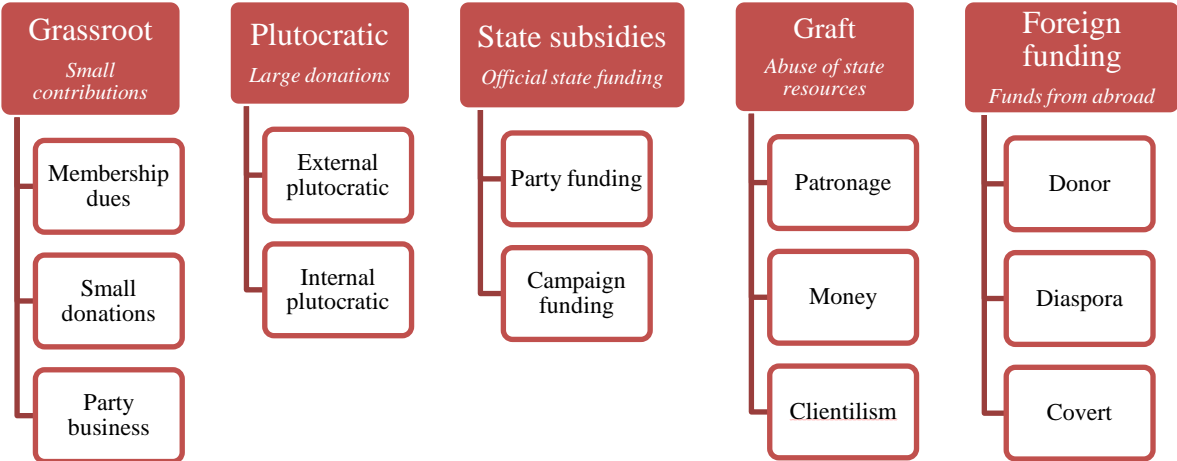 Grassroot
Small
contributions
Membership
dues
Small
donations
Party
business
Plutocratic
Large donations
External
plutocratic
Internal
plutocratic
State subsidies
Official state funding
Party funding
Campaign
funding
Graft
Abuse of state
resources
Patronage
Money
Clientilism
Foreign
funding
Funds from abroad
Donor
Diaspora
Covert